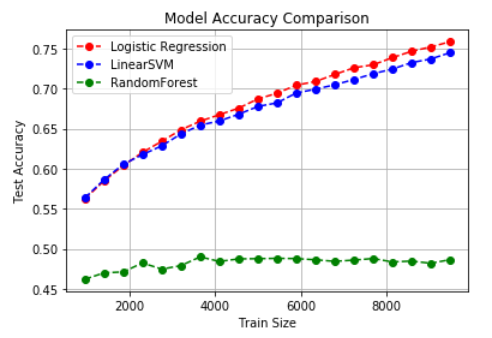 Model Accuracy Comparison
Logistic Regression
LinearSVM
RandomForest
Test Accuracy
0.75
0.70
0.65
0.60
0.55
0.50
0.45
2000 4000 6000 8000
Train Size